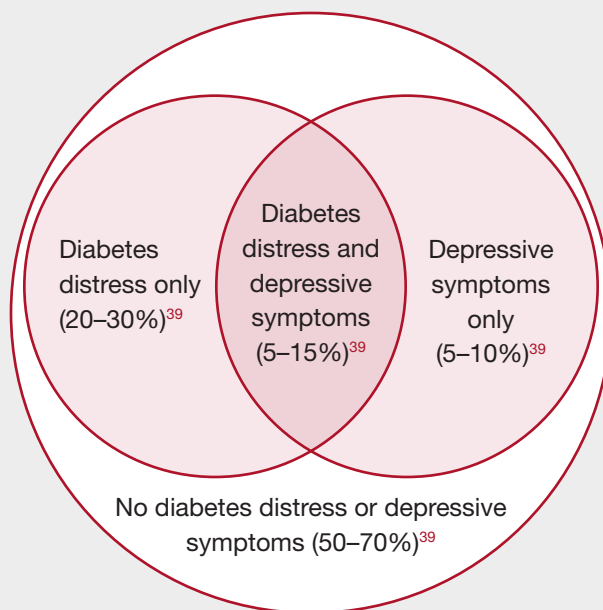 Diabetes
distress only
(20–30%)³⁹
Diabetes
distress and
depressive
symptoms
(5–15%)³⁹
Depressive
symptoms
only
(5–10%)³⁹
No diabetes distress or depressive
symptoms (50–70%)³⁹